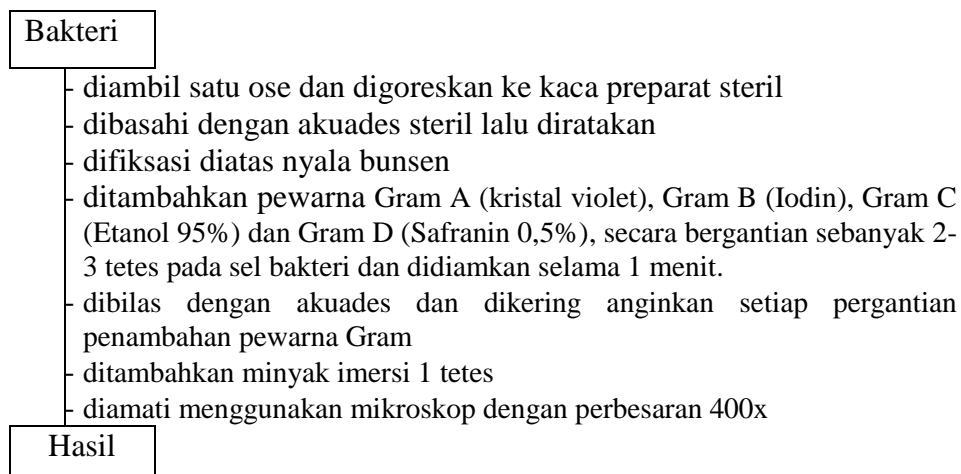 Bakteri
- diambil satu ose dan digoreskan ke kaca preparat steril
- dibasahi dengan akuades steril lalu diratakan
- difiksasi diatas nyala bunsen
- ditambahkan pewarna Gram A (kristal violet), Gram B (Iodin), Gram C
(Etanol 95%) dan Gram D (Safranin 0,5%), secara bergantian sebanyak 2-
3 tetes pada sel bakteri dan didiamkan selama 1 menit.
- dibilas dengan akuades dan dikering anginkan setiap pergantian
penambahan pewarna Gram
- ditambahkan minyak imersi 1 tetes
- diamati menggunakan mikroskop dengan perbesaran 400x
Hasil